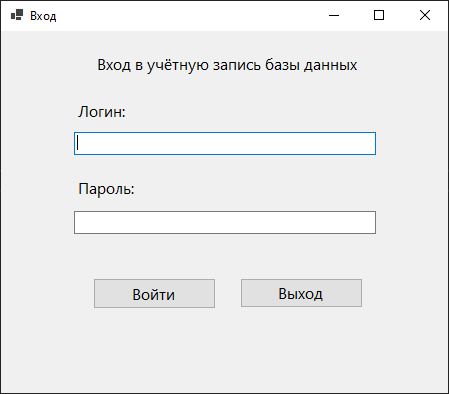 Вход
Вход в учётную запись базы данных
Логин:
Пароль:
Войти
Выход